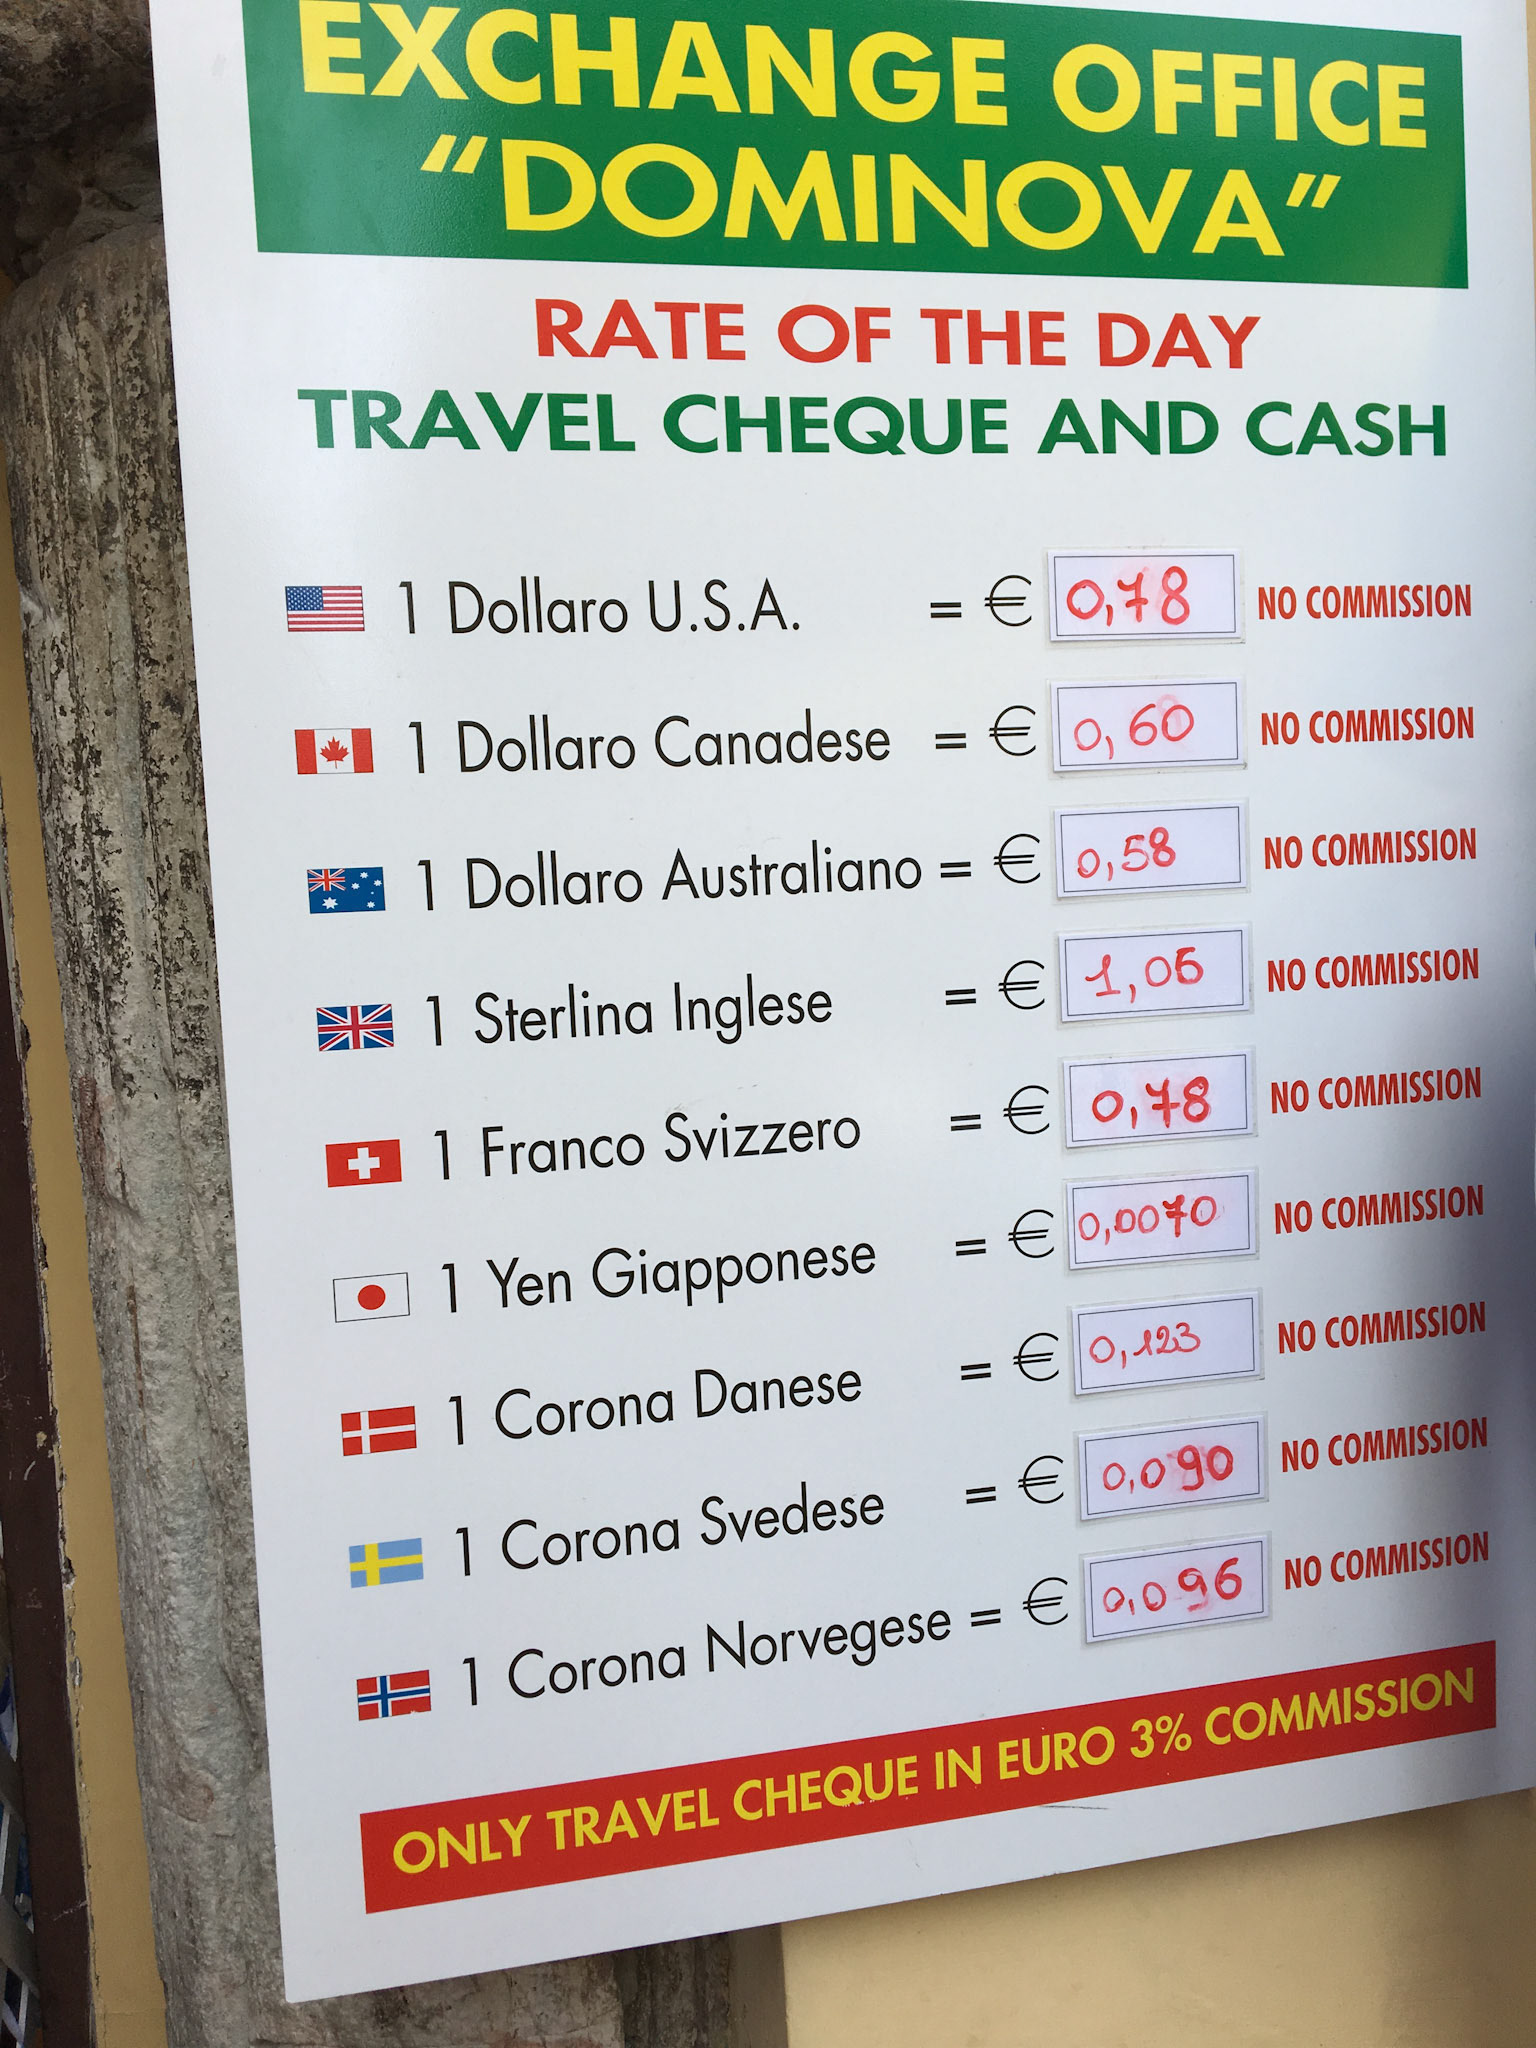 EXCHANGE OFFICE
"DOMINOVA"
RATE OF THE DAY
TRAVEL CHEQUE AND CASH
1 Dollaro U.S.A. = € 0,78 NO COMMISSION
1 Dollaro Canadese = € 0,60 NO COMMISSION
1 Dollaro Australiano = € 0,58 NO COMMISSION
1 Sterlina Inglese = € 1,05 NO COMMISSION
1 Franco Svizzero = € 0,78 NO COMMISSION
1 Yen Giapponese = € 0,0070 NO COMMISSION
1 Corona Danese = € 0,123 NO COMMISSION
1 Corona Svedese = € 0,090 NO COMMISSION
1 Corona Norvegese = € 0,096 NO COMMISSION
ONLY TRAVEL CHEQUE IN EURO 3% COMMISSION